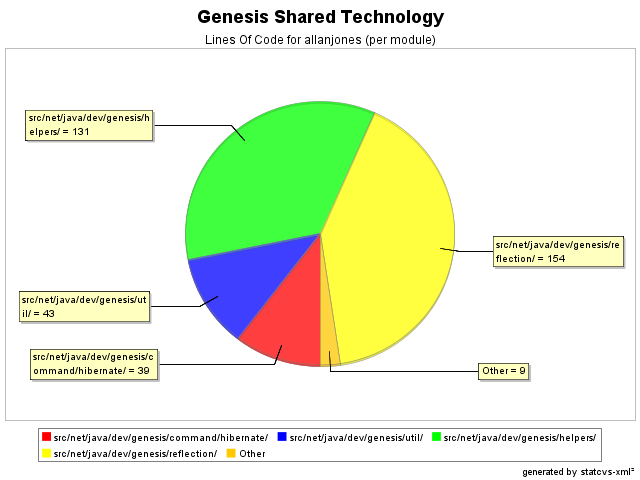 Genesis Shared Technology
Lines Of Code for allanjones (per module)
src/net/java/dev/genesis/h
elpers/ = 131
src/net/java/dev/genesis/re
flection/ = 154
src/net/java/dev/genesis/ut
il/ = 43
src/net/java/dev/genesis/c
ommand/hibernate/ = 39
Other = 9
src/net/java/dev/genesis/command/hibernate/ src/net/java/dev/genesis/util/ src/net/java/dev/genesis/helpers/
src/net/java/dev/genesis/reflection/ Other
generated by statcvs-xml²